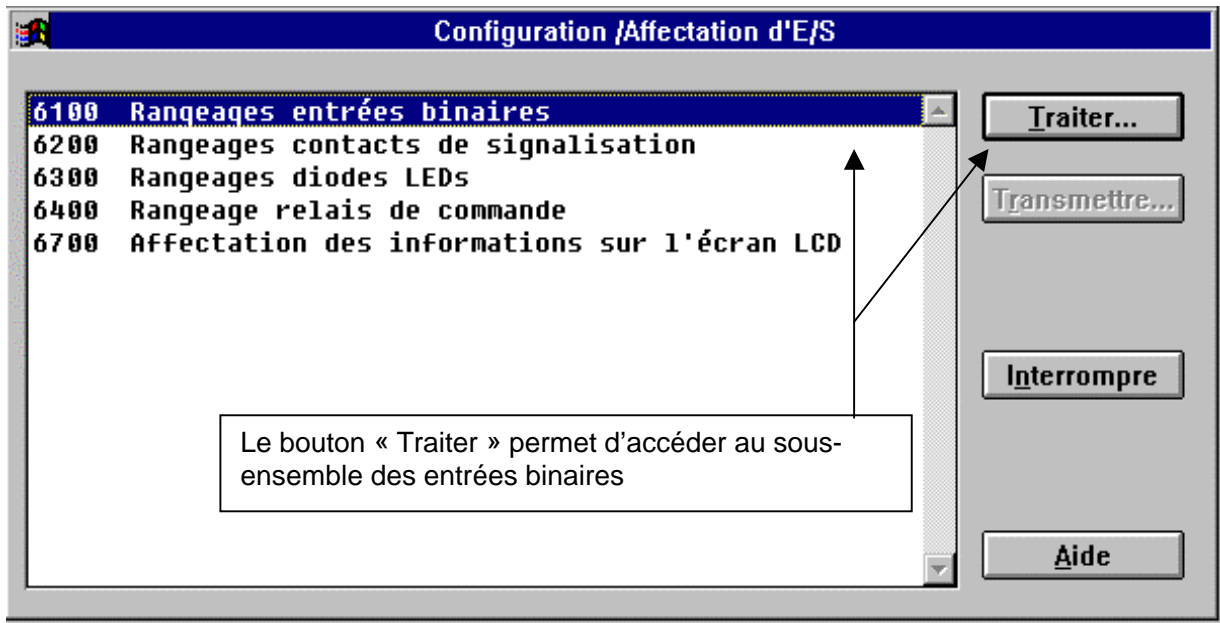 Configuration /Affectation d'E/S
6100 Rangeages entrées binaires
6200 Rangeages contacts de signalisation
6300 Rangeages diodes LEDs
6400 Rangeage relais de commande
6700 Affectation des informations sur l'écran LCD
Traiter...
Transmettre...
Interrompre
Le bouton « Traiter » permet d’accéder au sous-
ensemble des entrées binaires
Aide